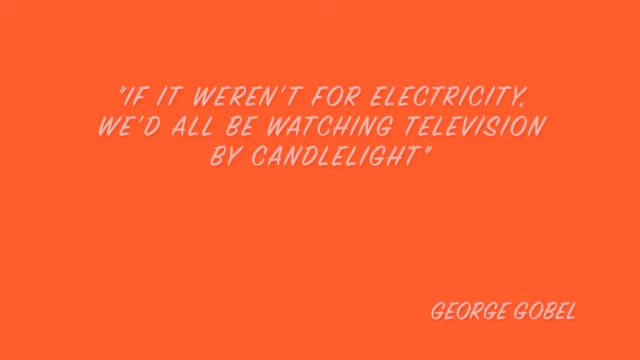 "IF IT WEREN'T FOR ELECTRICITY,
WE'D ALL BE WATCHING TELEVISION
BY CANDLELIGHT"
GEORGE GOBEL